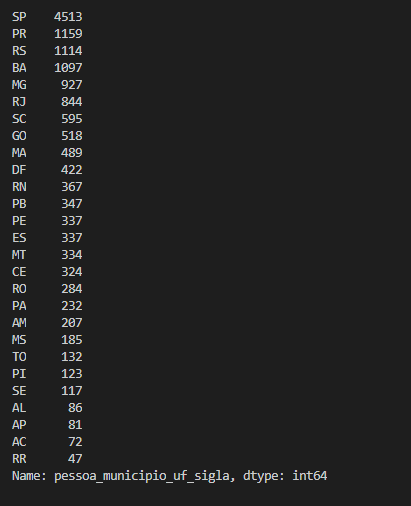 SP    4513
PR    1159
RS    1114
BA    1097
MG     927
RJ     844
SC     595
GO     518
MA     489
DF     422
RN     367
PB     347
PE     337
ES     337
MT     334
CE     324
RO     284
PA     232
AM     207
MS     185
TO     132
PI     123
SE     117
AL      86
AP      81
AC      72
RR      47
Name: pessoa_municipio_uf_sigla, dtype: int64